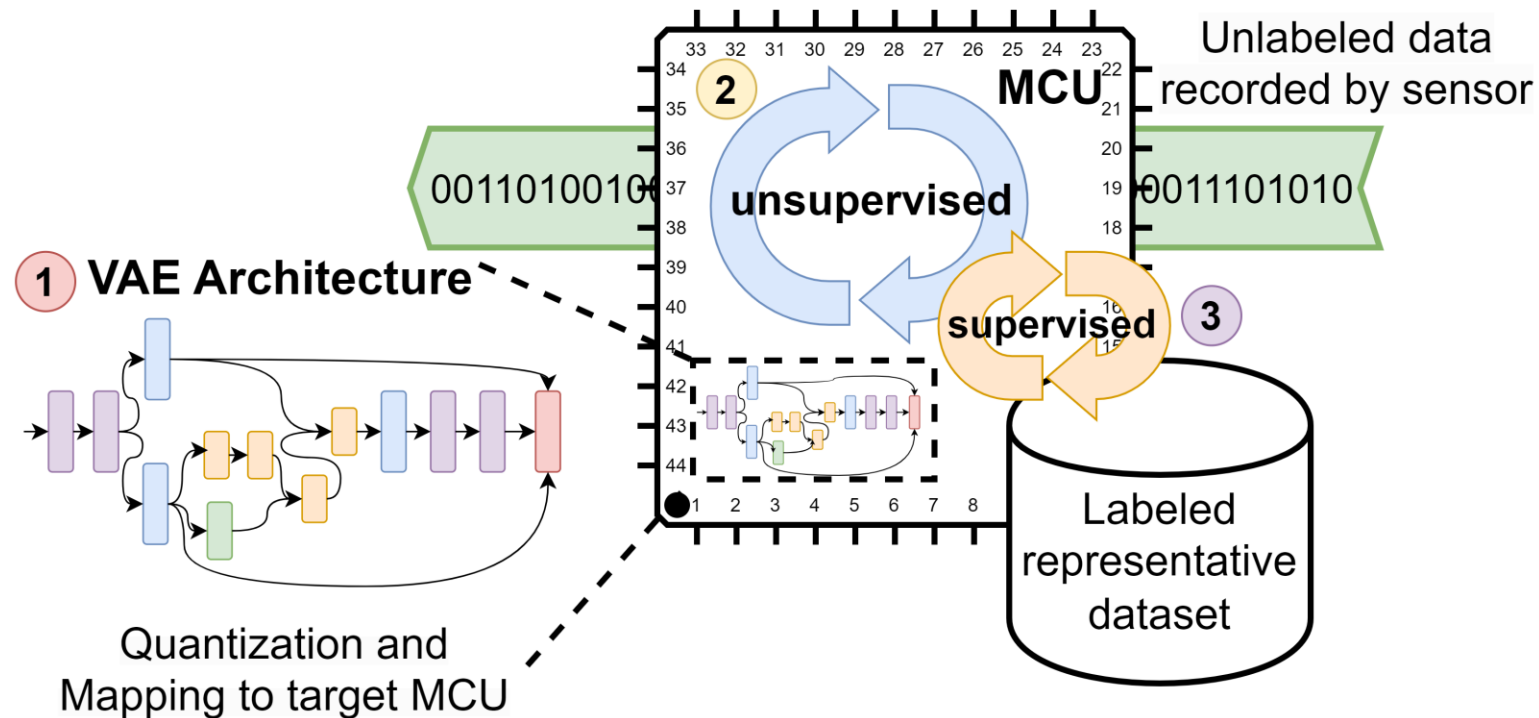 33 32 31 30 29 28 27 26 25 24 23
Unlabeled data
recorded by sensor
34
35
36
37
38
39
40
41
42
43
44
2
MCU
22
21
20
19
18
16
15
0011010010
0011101010
unsupervised
1 VAE Architecture
supervised
3
1 2 3 4 5 6 7 8
Labeled
representative
dataset
Quantization and
Mapping to target MCU